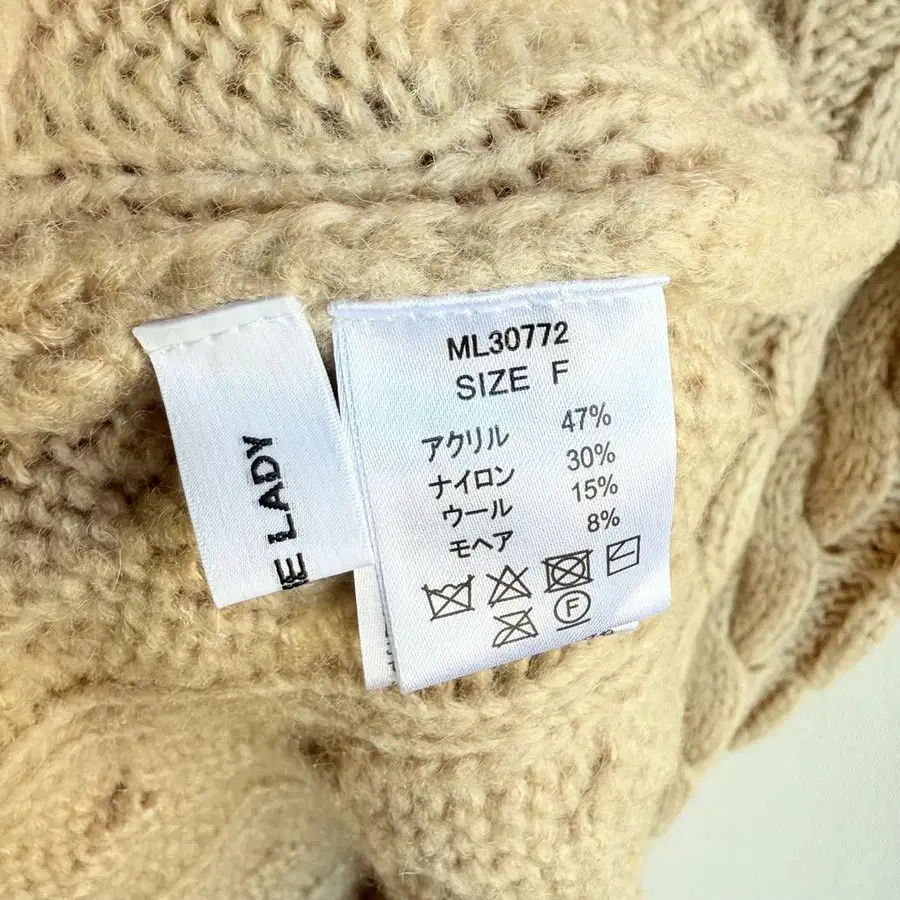 LADY
ML30772
SIZE F
アクリル 47%
ナイロン 30%
ウール 15%
モヘア 8%
F